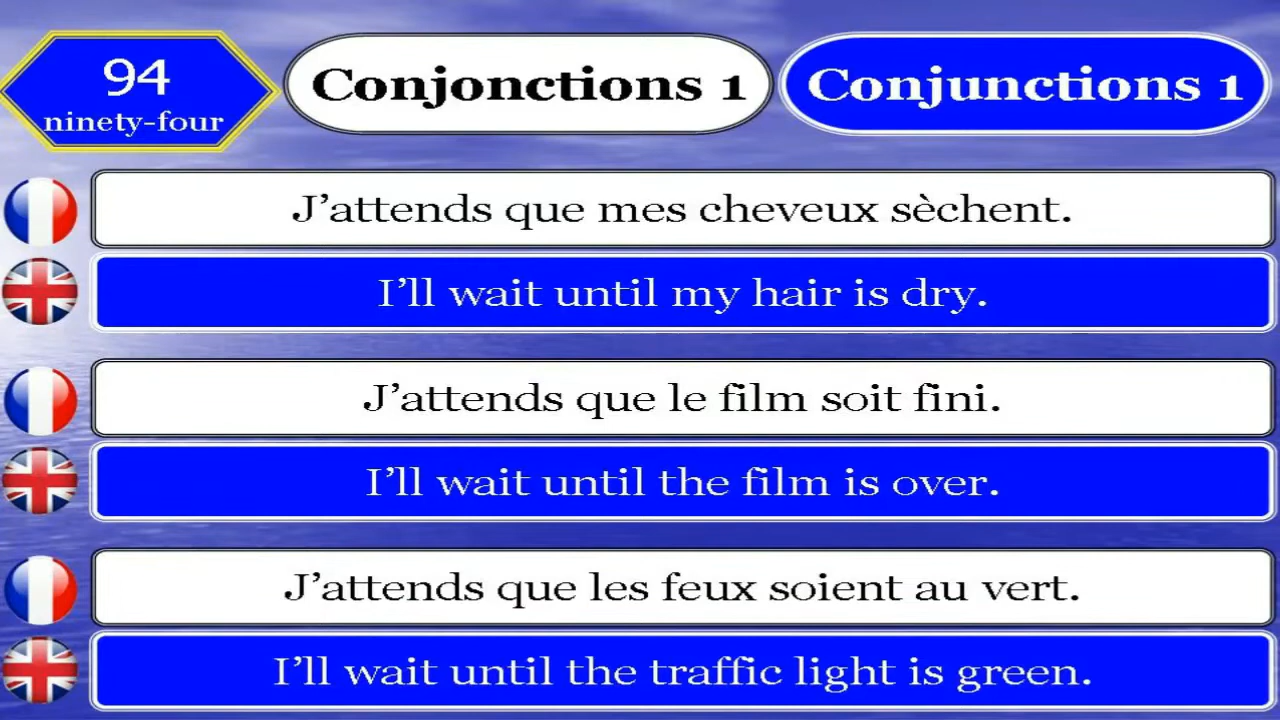 94
ninety-four
Conjonctions 1
Conjunctions 1
J’attends que mes cheveux sèchent.
I’ll wait until my hair is dry.
J’attends que le film soit fini.
I’ll wait until the film is over.
J’attends que les feux soient au vert.
I’ll wait until the traffic light is green.